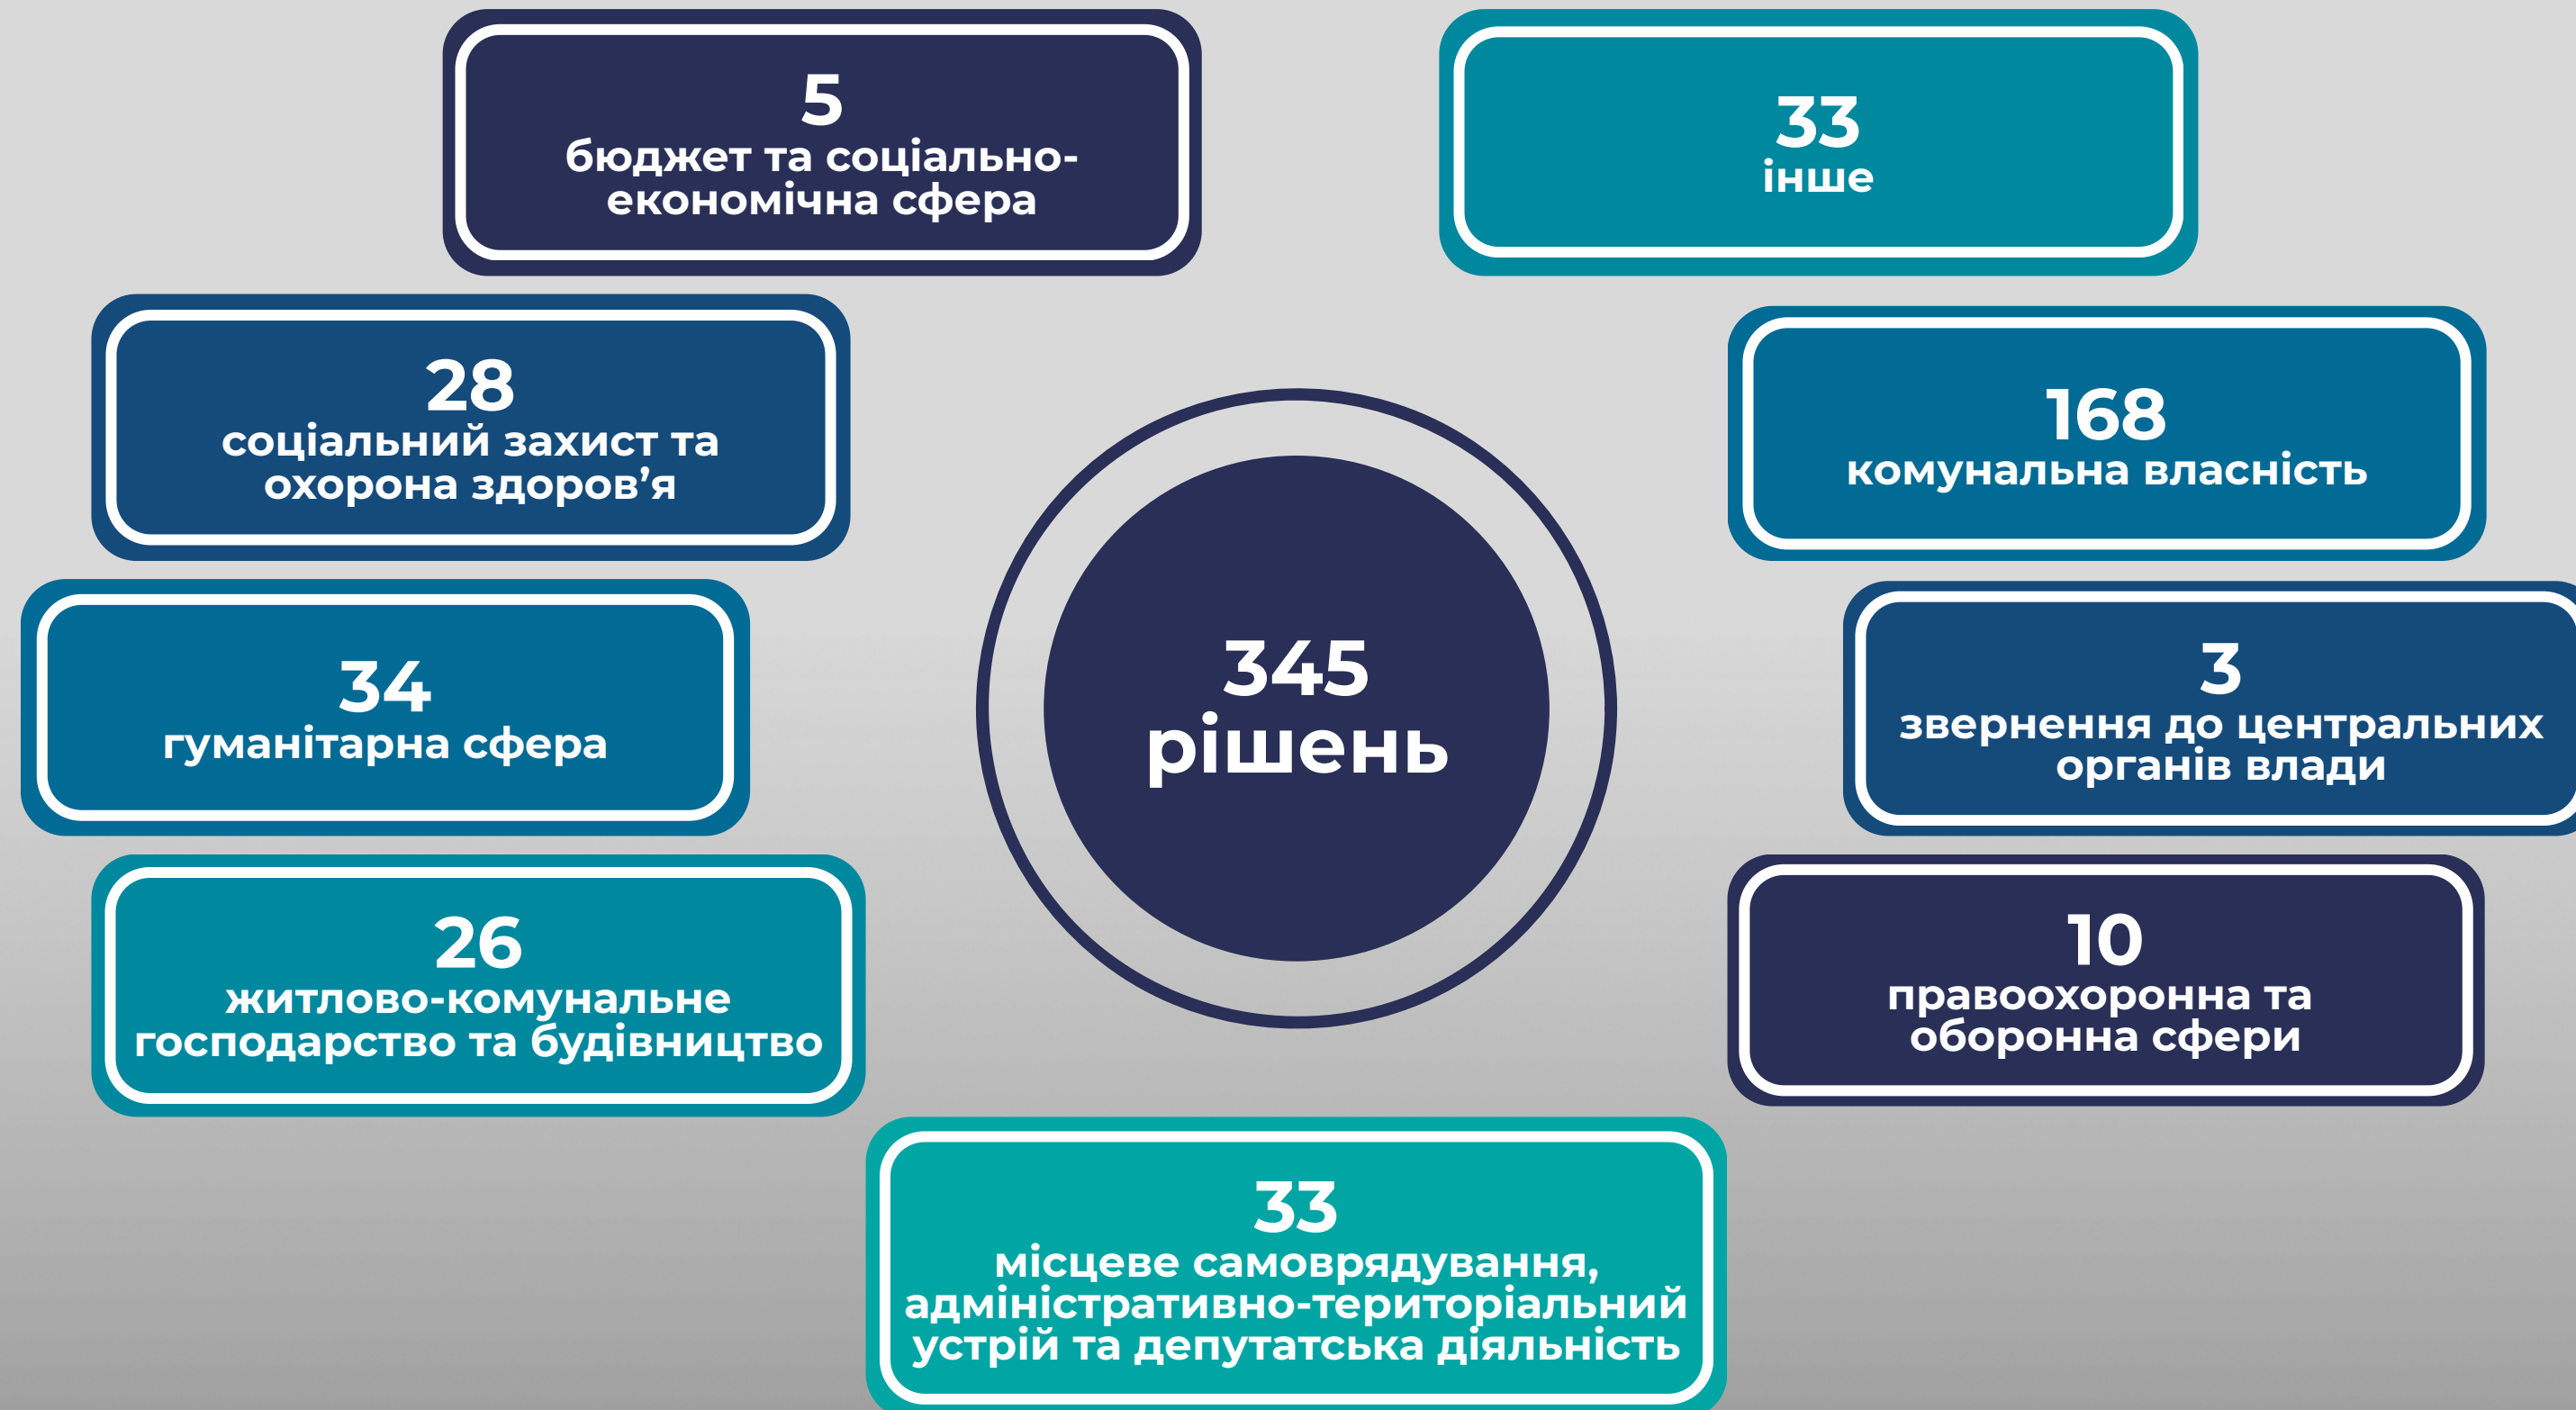 5
бюджет та соціально-
економічна сфера
33
інше
28
соціальний захист та
охорона здоров’я
168
комунальна власність
34
гуманітарна сфера
345
рішень
3
звернення до центральних
органів влади
26
житлово-комунальне
господарство та будівництво
10
правоохоронна та
оборонна сфери
33
місцеве самоврядування,
адміністративно-територіальний
устрій та депутатська діяльність